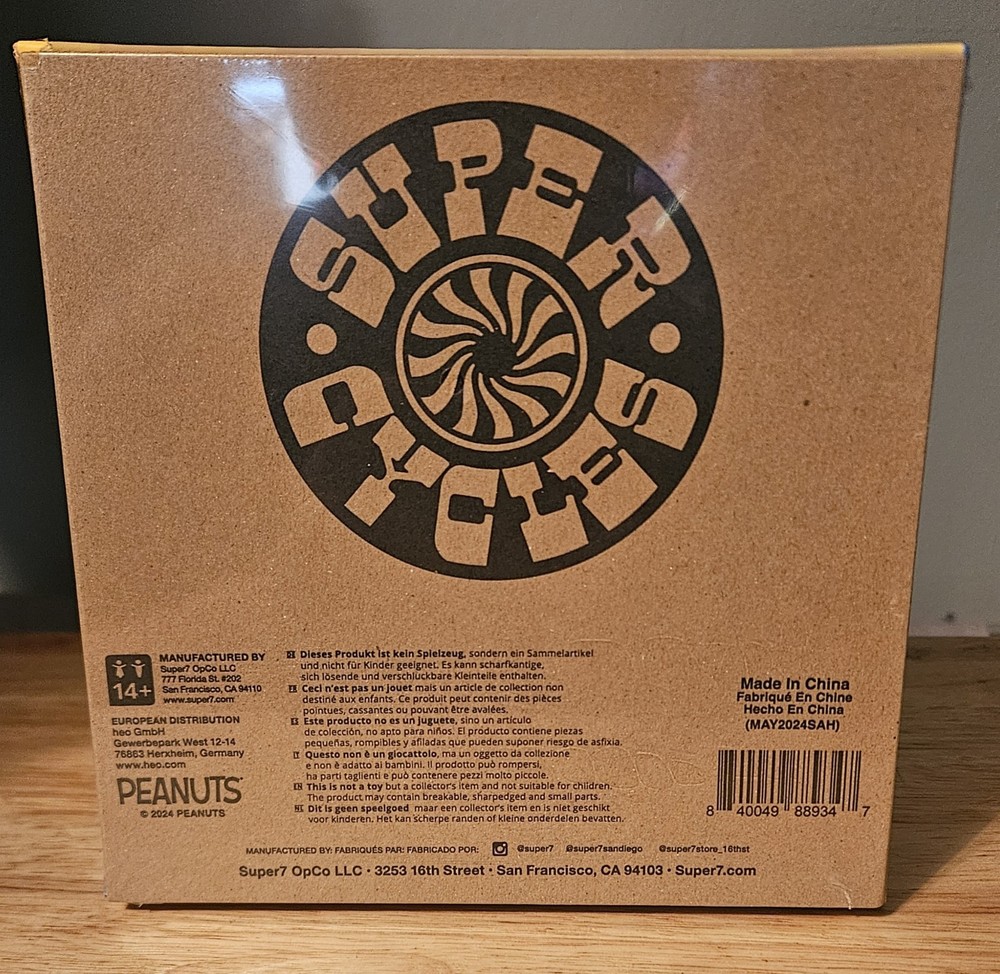 SUPER
CYCLES
14+
MANUFACTURED BY
Super7 OpCo LLC
777 Florida St. #202
San Francisco, CA 94110
www.super7.com
EUROPEAN DISTRIBUTION
heo GmbH
Gewerbepark West 12-14
76863 Herxheim, Germany
www.heo.com
PEANUTS
© 2024 PEANUTS
DE Dieses Produkt ist kein Spielzeug, sondern ein Sammelartikel
und nicht für Kinder geeignet. Es kann scharfkantige,
sich lösende und verschluckbare Kleinteile enthalten.
FR Ceci n'est pas un jouet mais un article de collection non
destiné aux enfants. Ce produit peut contenir des pièces
pointues, cassantes ou pouvant être avalées.
ES Este producto no es un juguete, sino un artículo
de colección, no apto para niños. El producto contiene piezas
pequeñas, rompibles y afiladas que pueden suponer riesgo de asfixia.
IT Questo non è un giocattolo, ma un oggetto da collezione
e non è adatto ai bambini. Il prodotto può rompersi,
ha parti taglienti e può contenere pezzi molto piccole.
EN This is not a toy but a collector's item and not suitable for children.
The product may contain breakable, sharpedged and small parts.
NL Dit is geen speelgoed maar een collector's item en is niet geschikt
voor kinderen. Het kan scherpe randen of kleine onderdelen bevatten.
Made In China
Fabriqué En Chine
Hecho En China
(MAY2024SAH)
8 40049 88934 7
MANUFACTURED BY: FABRIQUÉS PAR: FABRICADO POR: @super7 @super7sandiego @super7store_16thst
Super7 OpCo LLC • 3253 16th Street • San Francisco, CA 94103 • Super7.com